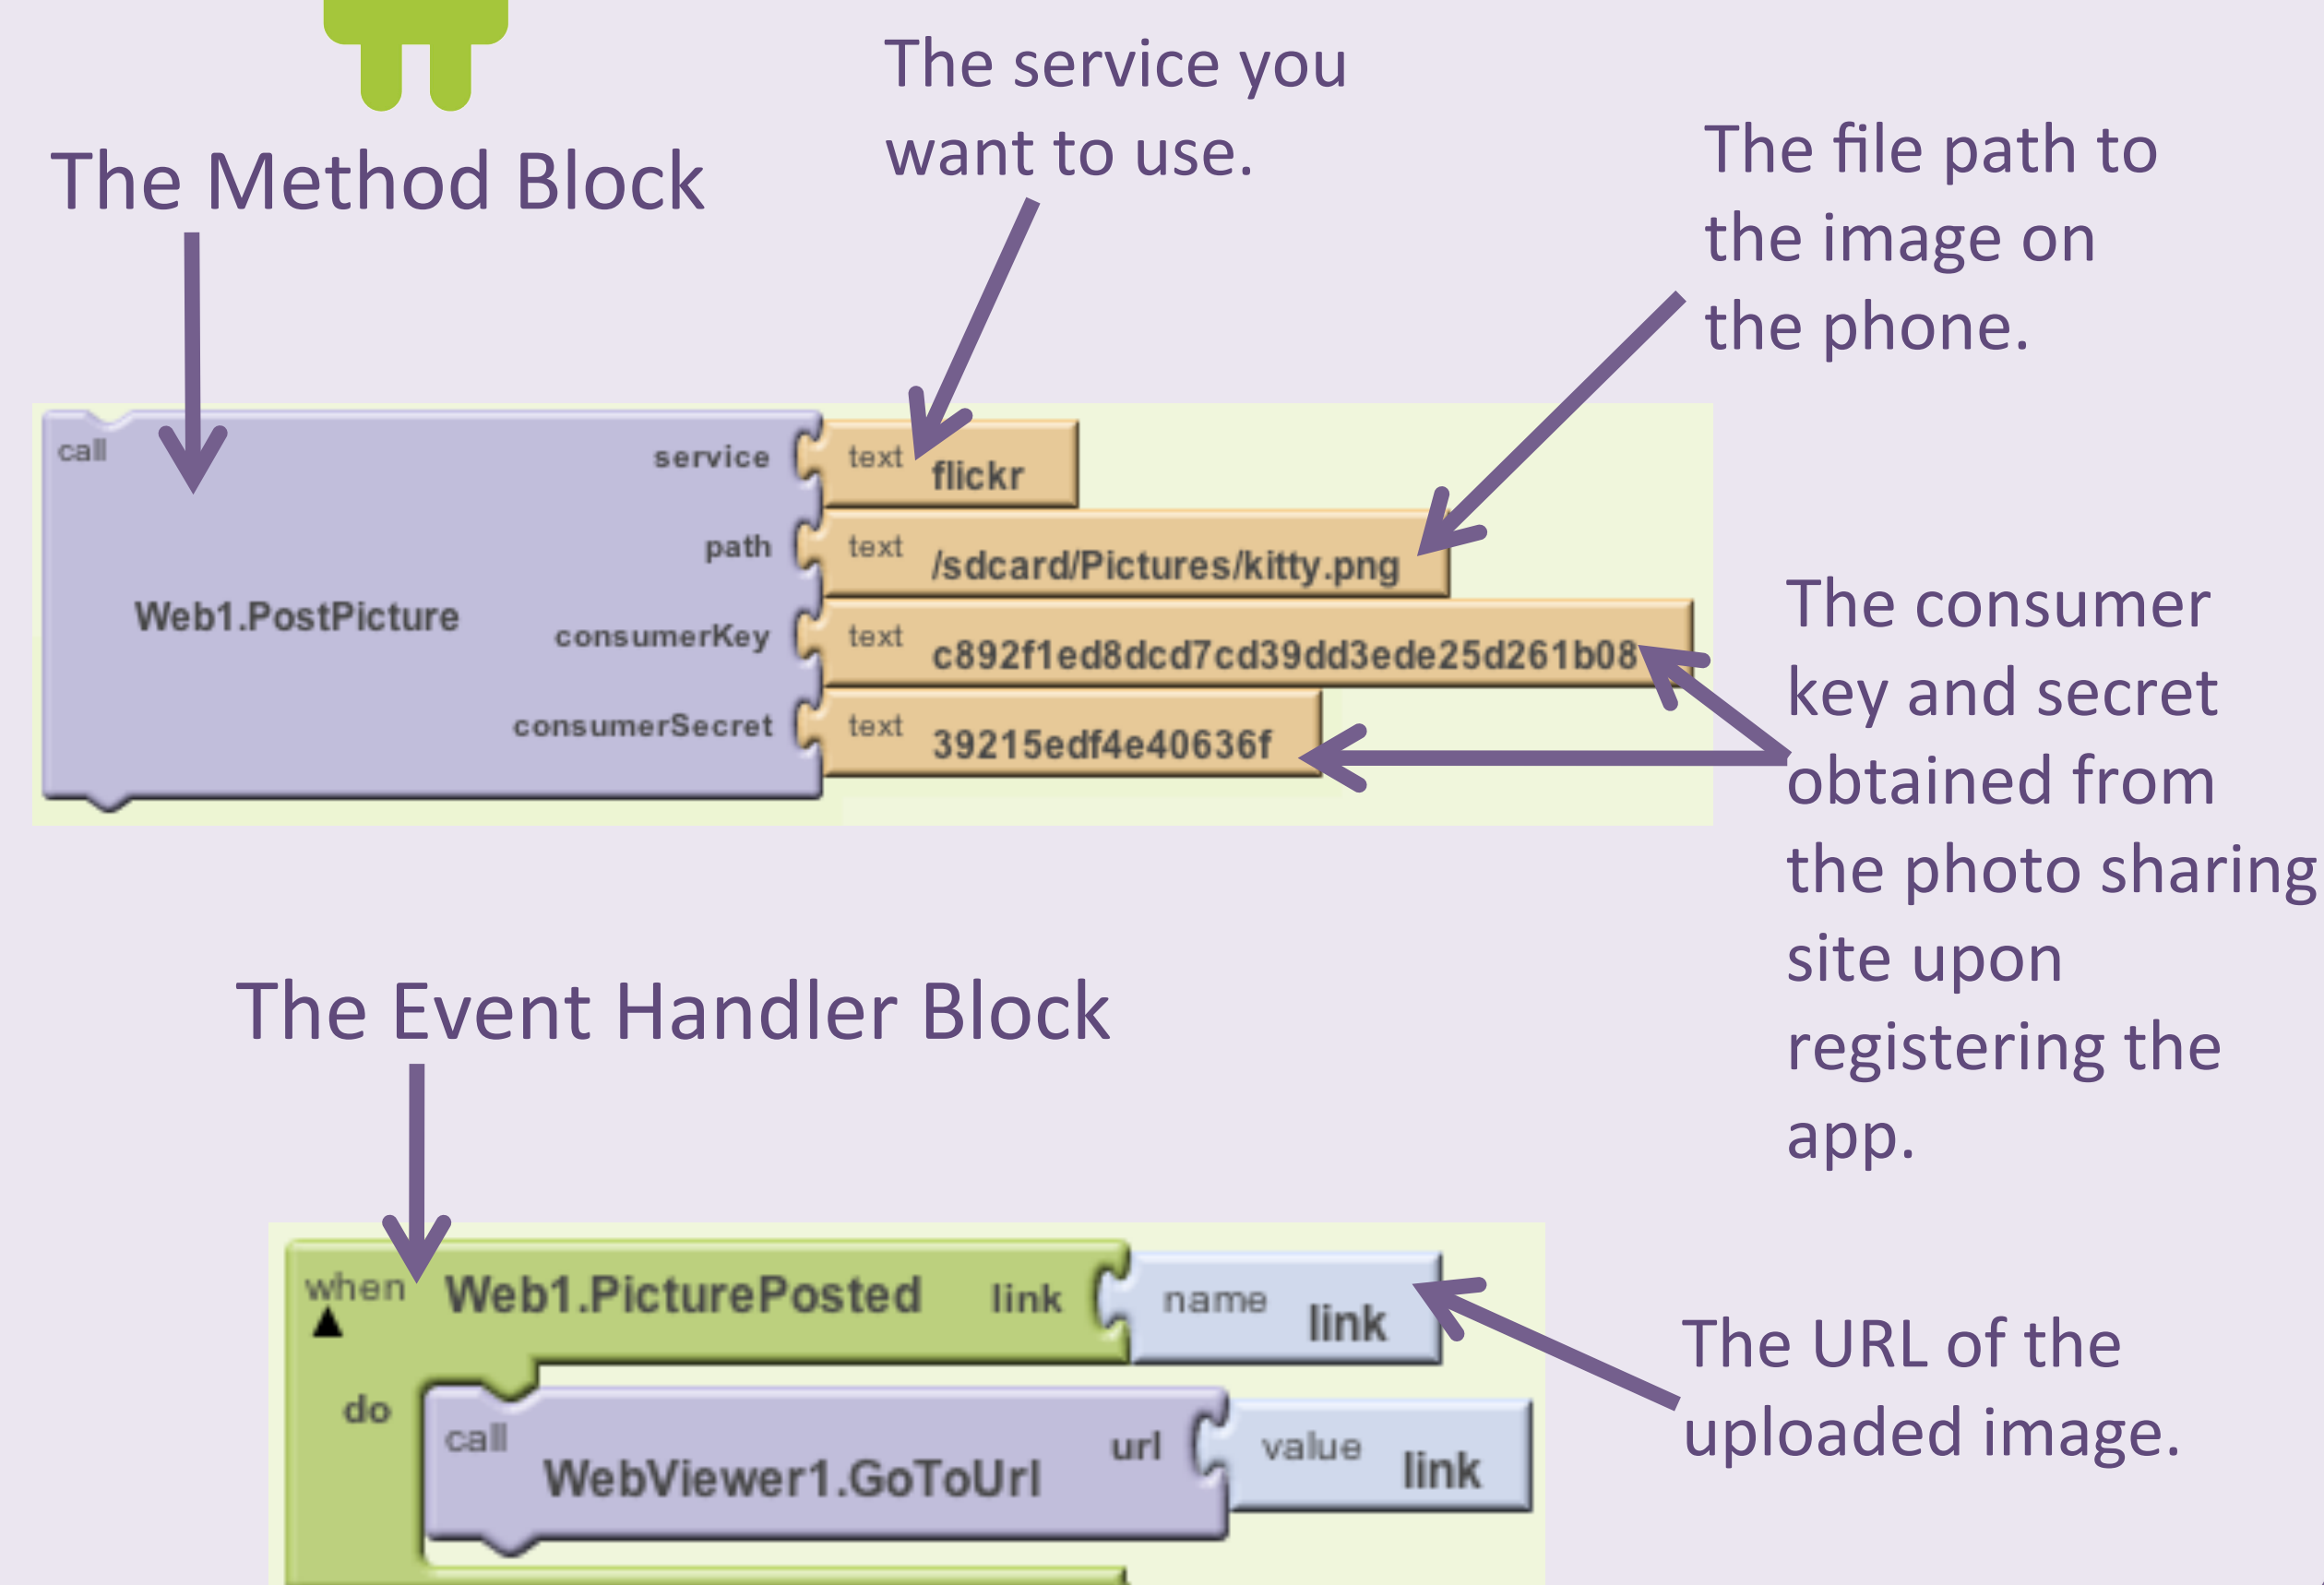 The service you
want to use.
The Method Block
The file path to
the image on
the phone.
call
service text flickr
path text /sdcard/Pictures/kitty.png
Web1.PostPicture
consumerKey text c892f1ed8dcd7cd39dd3ede25d261b08
consumerSecret text 39215edf4e40636f
The consumer
key and secret
obtained from
the photo sharing
site upon
registering the
app.
The Event Handler Block
when Web1.PicturePosted link name link
do
call WebViewer1.GoToUrl url value link
The URL of the
uploaded image.